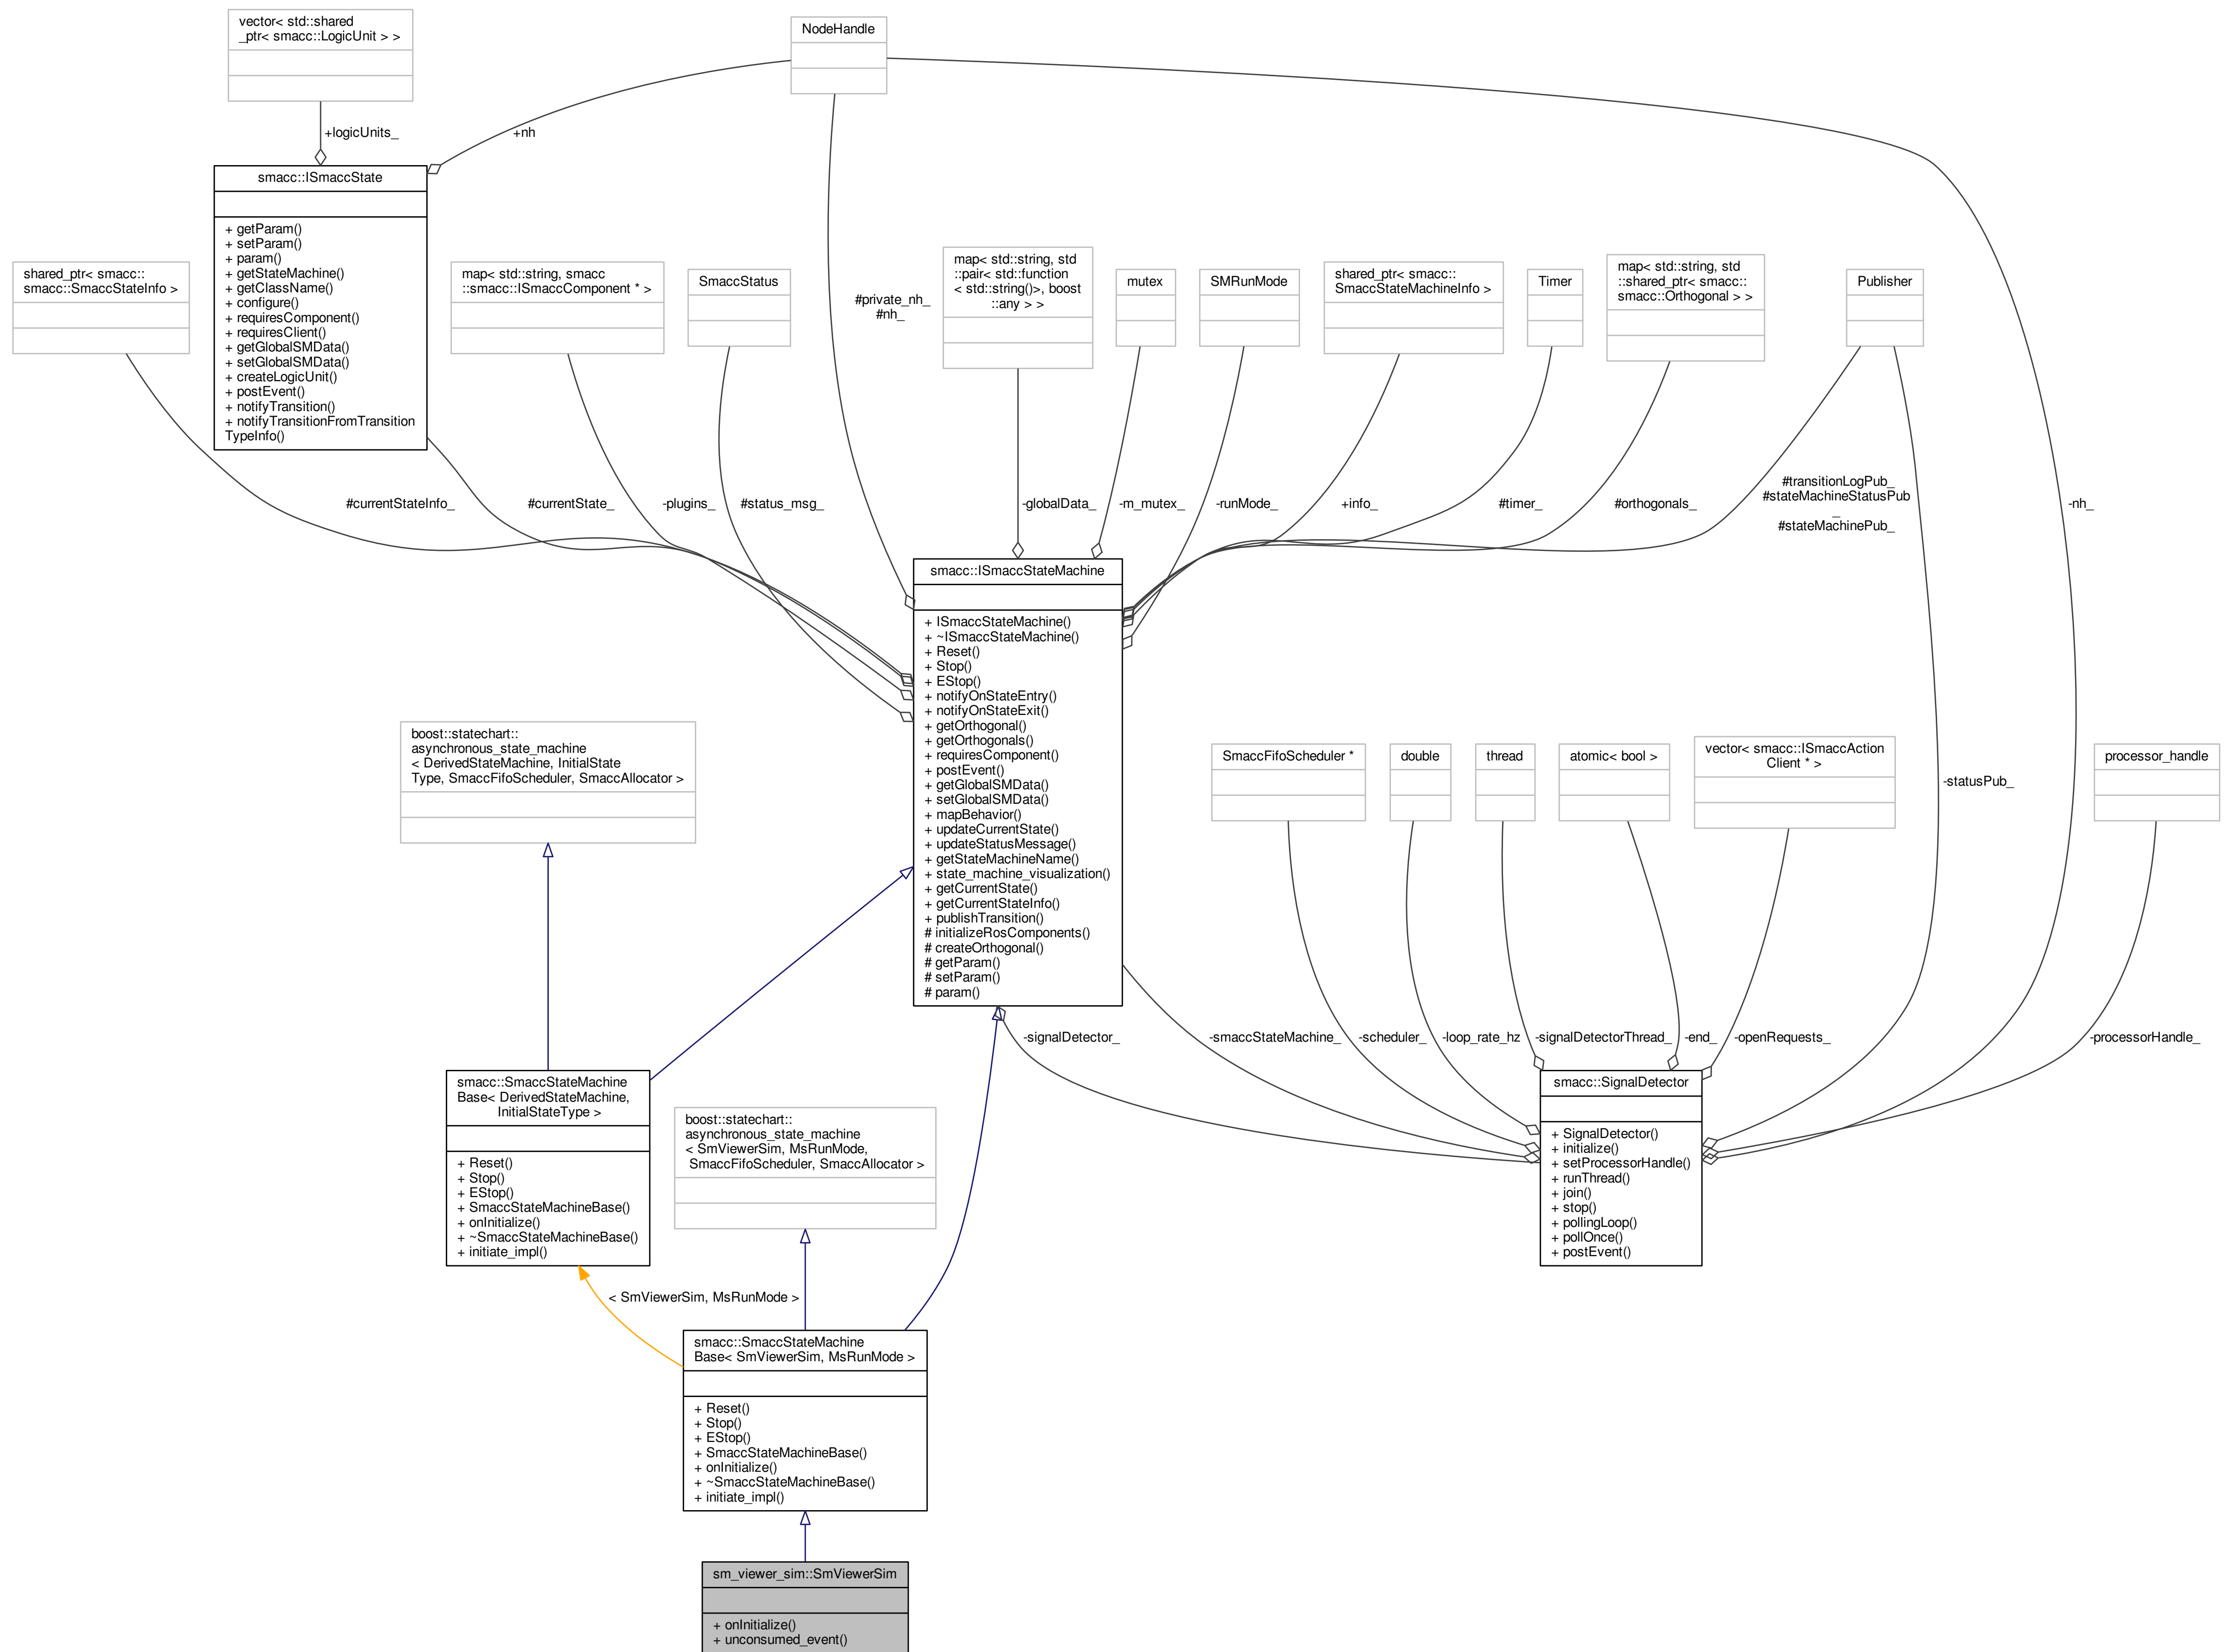 vector< std::shared
_ptr< smacc::LogicUnit > >
NodeHandle
+logicUnits_
+nh
smacc::ISmaccState
+ getParam()
+ setParam()
+ param()
+ getStateMachine()
+ getClassName()
+ configure()
+ requiresComponent()
+ requiresClient()
+ getGlobalSMData()
+ setGlobalSMData()
+ createLogicUnit()
+ postEvent()
+ notifyTransition()
+ notifyTransitionFromTransition
TypeInfo()
shared_ptr< smacc::
smacc::SmaccStateInfo >
map< std::string, smacc
::smacc::ISmaccComponent * >
SmaccStatus
#private_nh_
#nh_
map< std::string, std
::pair< std::function
< std::string()>, boost
::any > >
mutex
SMRunMode
shared_ptr< smacc::
SmaccStateMachineInfo >
Timer
map< std::string, std
::shared_ptr< smacc::
smacc::Orthogonal > >
Publisher
#currentStateInfo_
#currentState_
-plugins_
#status_msg_
-globalData_
-m_mutex_
-runMode_
+info_
#timer_
#orthogonals_
#transitionLogPub_
#stateMachineStatusPub
_
#stateMachinePub_
-nh_
smacc::ISmaccStateMachine
+ ISmaccStateMachine()
+ ~ISmaccStateMachine()
+ Reset()
+ Stop()
+ EStop()
+ notifyOnStateEntry()
+ notifyOnStateExit()
+ getOrthogonal()
+ getOrthogonals()
+ requiresComponent()
+ postEvent()
+ getGlobalSMData()
+ setGlobalSMData()
+ mapBehavior()
+ updateCurrentState()
+ updateStatusMessage()
+ getStateMachineName()
+ state_machine_visualization()
+ getCurrentState()
+ getCurrentStateInfo()
+ publishTransition()
# initializeRosComponents()
# createOrthogonal()
# getParam()
# setParam()
# param()
boost::statechart::
asynchronous_state_machine
< DerivedStateMachine, InitialState
Type, SmaccFifoScheduler, SmaccAllocator >
SmaccFifoScheduler *
double
thread
atomic< bool >
vector< smacc::ISmaccAction
Client * >
-statusPub_
processor_handle
-signalDetector_
-smaccStateMachine_
-scheduler_
-loop_rate_hz
-signalDetectorThread_
-end_
-openRequests_
-processorHandle_
smacc::SmaccStateMachine
Base< DerivedStateMachine,
InitialStateType >
+ Reset()
+ Stop()
+ EStop()
+ SmaccStateMachineBase()
+ onInitialize()
+ ~SmaccStateMachineBase()
+ initiate_impl()
boost::statechart::
asynchronous_state_machine
< SmViewerSim, MsRunMode,
SmaccFifoScheduler, SmaccAllocator >
smacc::SignalDetector
+ SignalDetector()
+ initialize()
+ setProcessorHandle()
+ runThread()
+ join()
+ stop()
+ pollingLoop()
+ pollOnce()
+ postEvent()
< SmViewerSim, MsRunMode >
smacc::SmaccStateMachine
Base< SmViewerSim, MsRunMode >
+ Reset()
+ Stop()
+ EStop()
+ SmaccStateMachineBase()
+ onInitialize()
+ ~SmaccStateMachineBase()
+ initiate_impl()
sm_viewer_sim::SmViewerSim
+ onInitialize()
+ unconsumed_event()